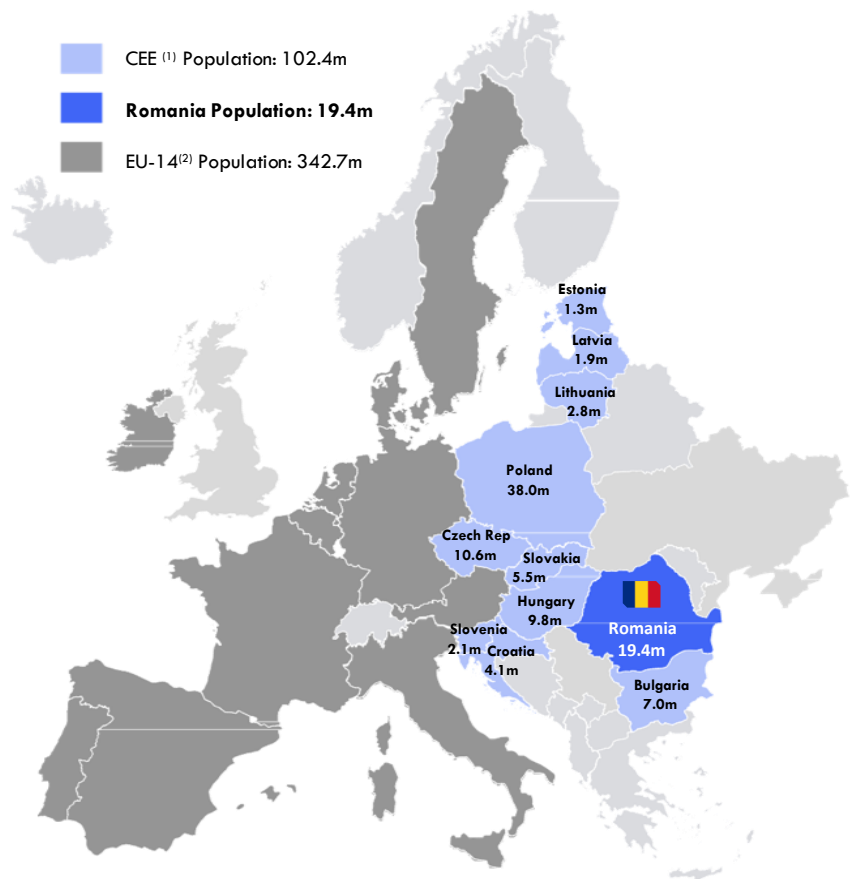 CEE (1) Population: 102.4m
Romania Population: 19.4m
EU-14(2) Population: 342.7m
Estonia
1.3m
Latvia
1.9m
Lithuania
2.8m
Poland
38.0m
Czech Rep
10.6m
Slovakia
5.5m
Hungary
9.8m
Slovenia
2.1m
Croatia
4.1m
Romania
19.4m
Bulgaria
7.0m